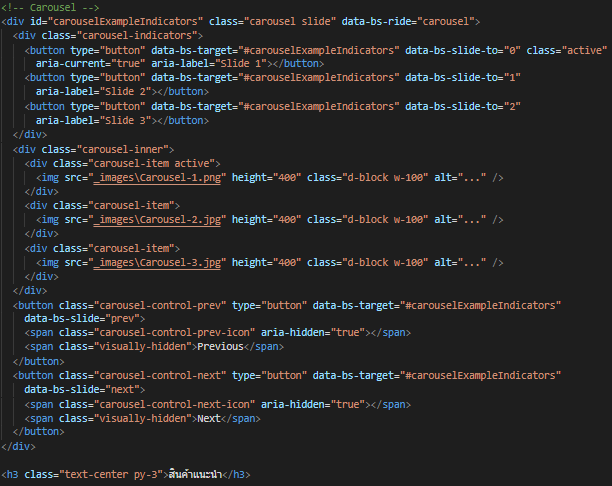 <!-- Carousel -->
<div id="carouselExampleIndicators" class="carousel slide" data-bs-ride="carousel">
<div class="carousel-indicators">
<button type="button" data-bs-target="#carouselExampleIndicators" data-bs-slide-to="0" class="active"
aria-current="true" aria-label="Slide 1"></button>
<button type="button" data-bs-target="#carouselExampleIndicators" data-bs-slide-to="1"
aria-label="Slide 2"></button>
<button type="button" data-bs-target="#carouselExampleIndicators" data-bs-slide-to="2"
aria-label="Slide 3"></button>
</div>
<div class="carousel-inner">
<div class="carousel-item active">
<img src="_images\Carousel-1.png" height="400" class="d-block w-100" alt="..." />
</div>
<div class="carousel-item">
<img src="_images\Carousel-2.jpg" height="400" class="d-block w-100" alt="..." />
</div>
<div class="carousel-item">
<img src="_images\Carousel-3.jpg" height="400" class="d-block w-100" alt="..." />
</div>
</div>
<button class="carousel-control-prev" type="button" data-bs-target="#carouselExampleIndicators"
data-bs-slide="prev">
<span class="carousel-control-prev-icon" aria-hidden="true"></span>
<span class="visually-hidden">Previous</span>
</button>
<button class="carousel-control-next" type="button" data-bs-target="#carouselExampleIndicators"
data-bs-slide="next">
<span class="carousel-control-next-icon" aria-hidden="true"></span>
<span class="visually-hidden">Next</span>
</button>
</div>
<h3 class="text-center py-3">สินค้าแนะนำ</h3>